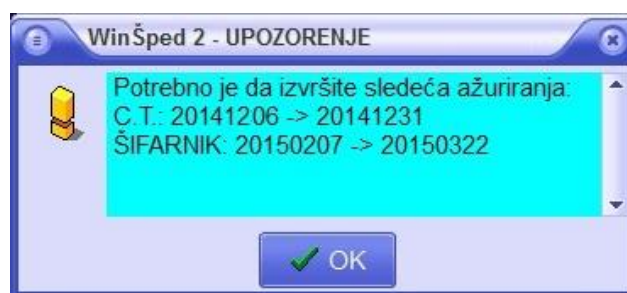 WinŠped 2 - UPOZORENJE
Potrebno je da izvršite sledeća ažuriranja:
C.T.: 20141206 -> 20141231
ŠIFARNIK: 20150207 -> 20150322
OK